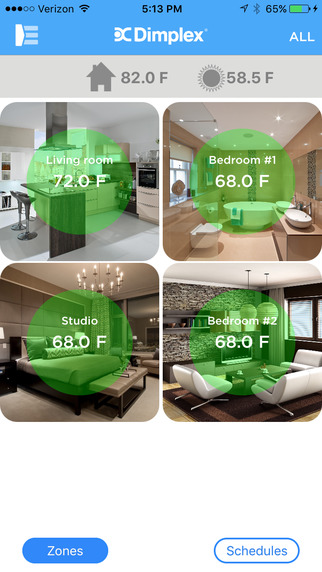 Verizon 5:13 PM 65%
DC Dimplex ALL
82.0 F 58.5 F
Living room
72.0 F
Bedroom #1
68.0 F
Studio
68.0 F
Bedroom #2
68.0 F
Zones Schedules